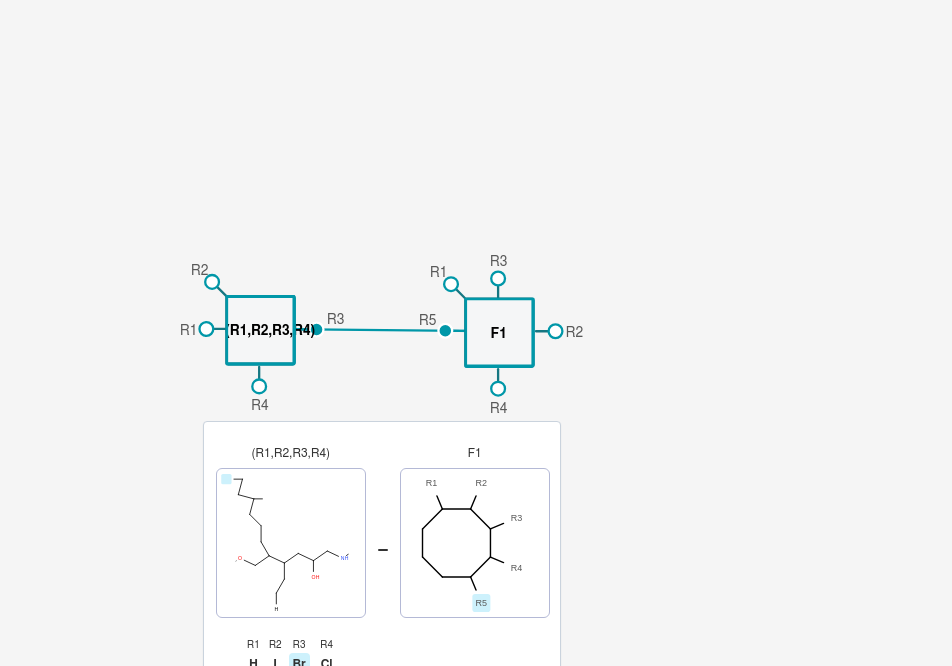 R2
R1
R3
R1
(R1,R2,R3,R4)
R3
R5
F1
R2
R4
R4
(R1,R2,R3,R4)
F1
R1
R2
R3
O
NH
OH
R4
H
R5
R1 R2 R3 R4
H I Br Cl